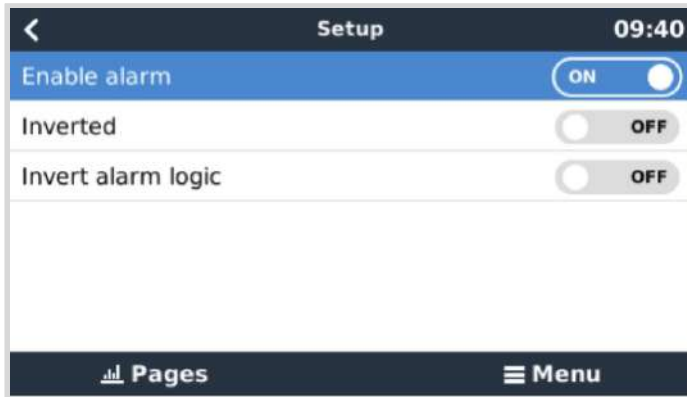 Setup 09:40
Enable alarm ON
Inverted OFF
Invert alarm logic OFF
Pages Menu